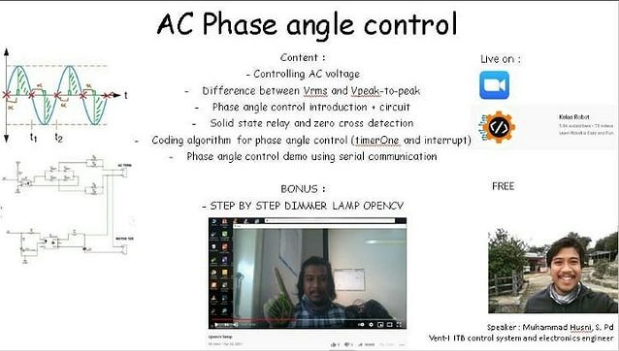 AC Phase angle control
Content :
- Controlling AC voltage
- Difference between Vrms and Vpeak-to-peak
- Phase angle control introduction + circuit
- Solid state relay and zero cross detection
- Coding algorithm for phase angle control (timerOne and interrupt)
- Phase angle control demo using serial communication
BONUS :
- STEP BY STEP DIMMER LAMP OPENCV
Live on :
Kelas Robot
FREE
Speaker : Muhammad Husni, S. Pd
Vent-I ITB control system and electronics engineer
t
t1 t2